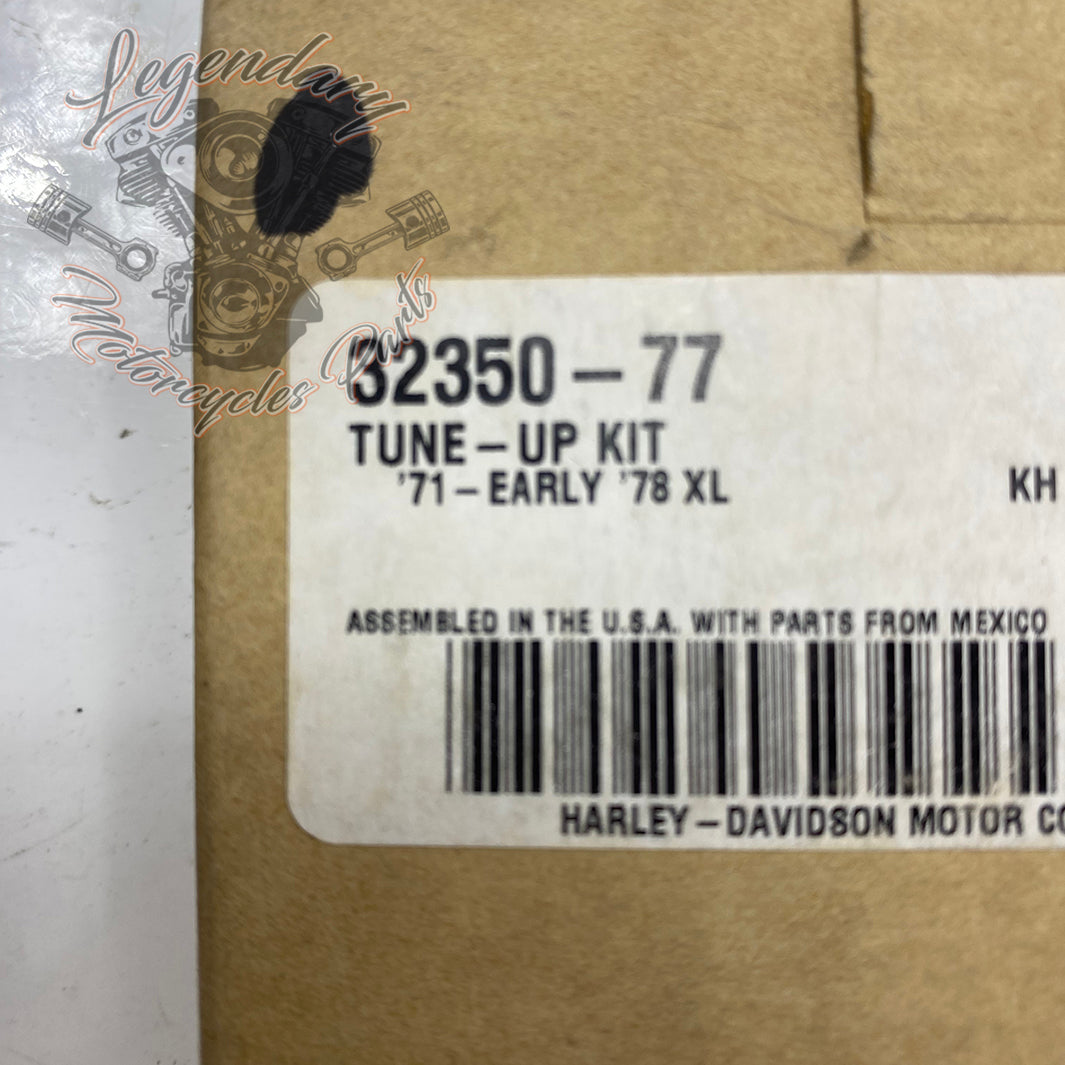 Legendary
Motorcycles Parts
32350-77
TUNE-UP KIT
'71-EARLY '78 XL
KH
ASSEMBLED IN THE U.S.A. WITH PARTS FROM MEXICO
HARLEY-DAVIDSON MOTOR CO